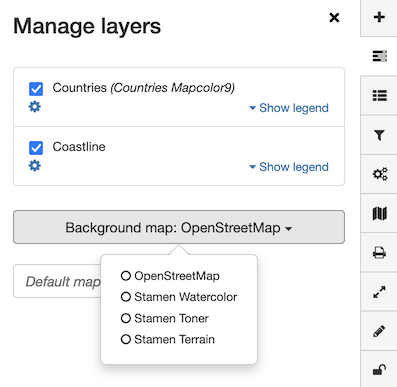 Manage layers
Countries (Countries Mapcolor9)
Show legend
Coastline
Show legend
Background map: OpenStreetMap
Default map
OpenStreetMap
Stamen Watercolor
Stamen Toner
Stamen Terrain